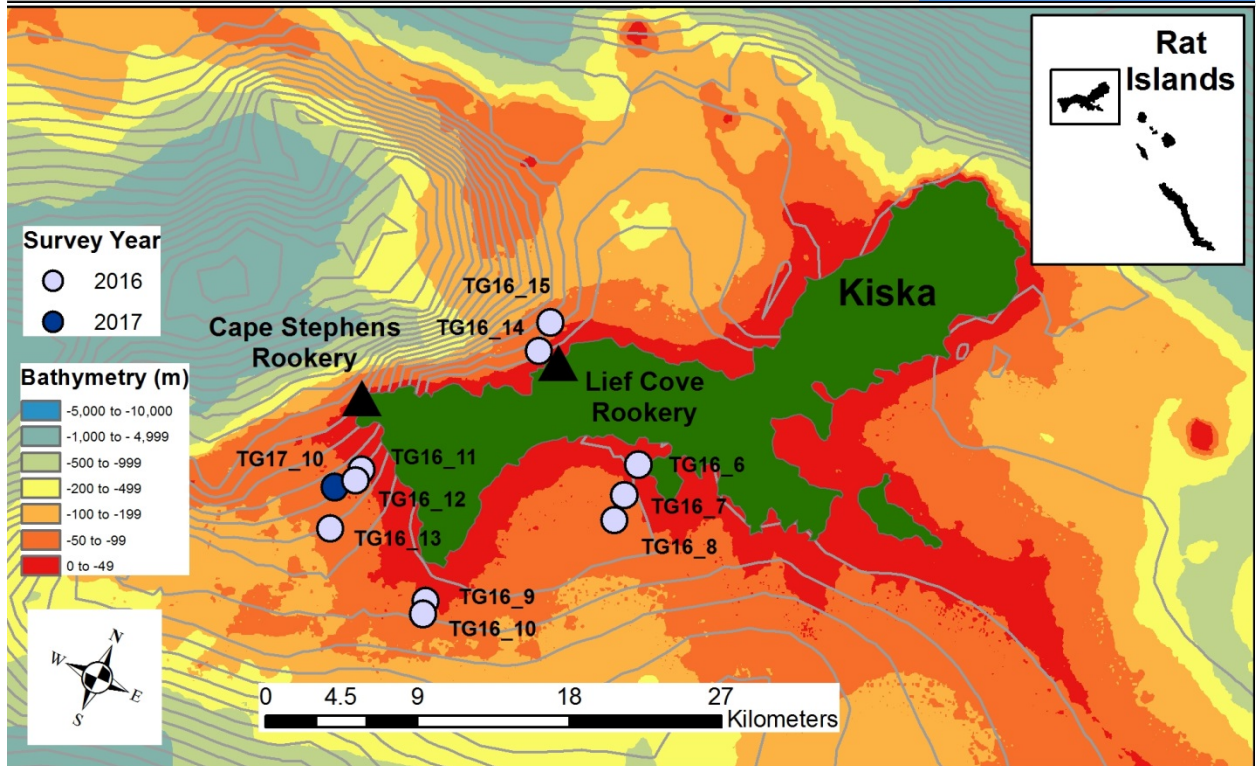 Rat
Islands
Survey Year
2016
2017
Bathymetry (m)
-5,000 to -10,000
-1,000 to - 4,999
-500 to -999
-200 to -499
-100 to -199
-50 to -99
0 to -49
TG16_15
TG16_14
Cape Stephens
Rookery
Kiska
Lief Cove
Rookery
TG17_10
TG16_11
TG16_12
TG16_13
TG16_6
TG16_7
TG16_8
TG16_9
TG16_10
N
W
E
S
0 4.5 9 18 27
Kilometers